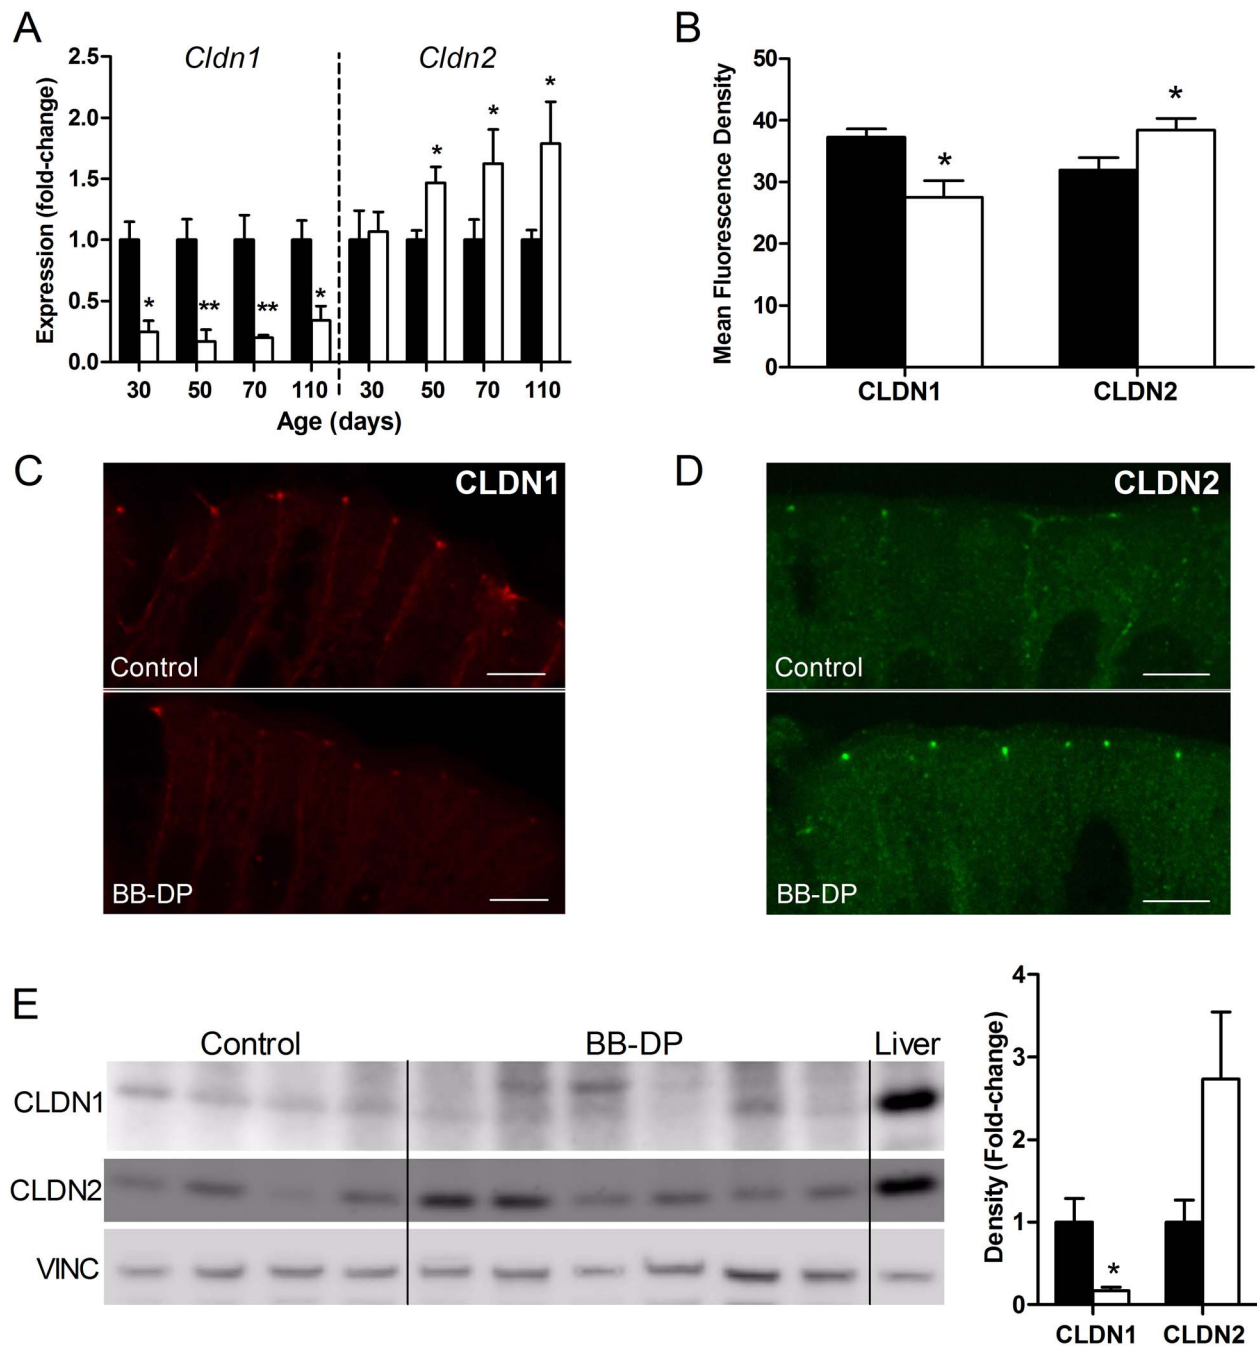 A
Cldn1
Cldn2
Expression (fold-change)
2.5
2.0
1.5
1.0
0.5
0.0
* ** ** * * * *
30 50 70 110 30 50 70 110
Age (days)
B
Mean Fluorescence Density
50
40
30
20
10
0
* *
CLDN1 CLDN2
C
CLDN1
Control
BB-DP
D
CLDN2
Control
BB-DP
E
Control BB-DP Liver
CLDN1
CLDN2
VINC
Density (Fold-change)
4
3
2
1
0
*
CLDN1 CLDN2